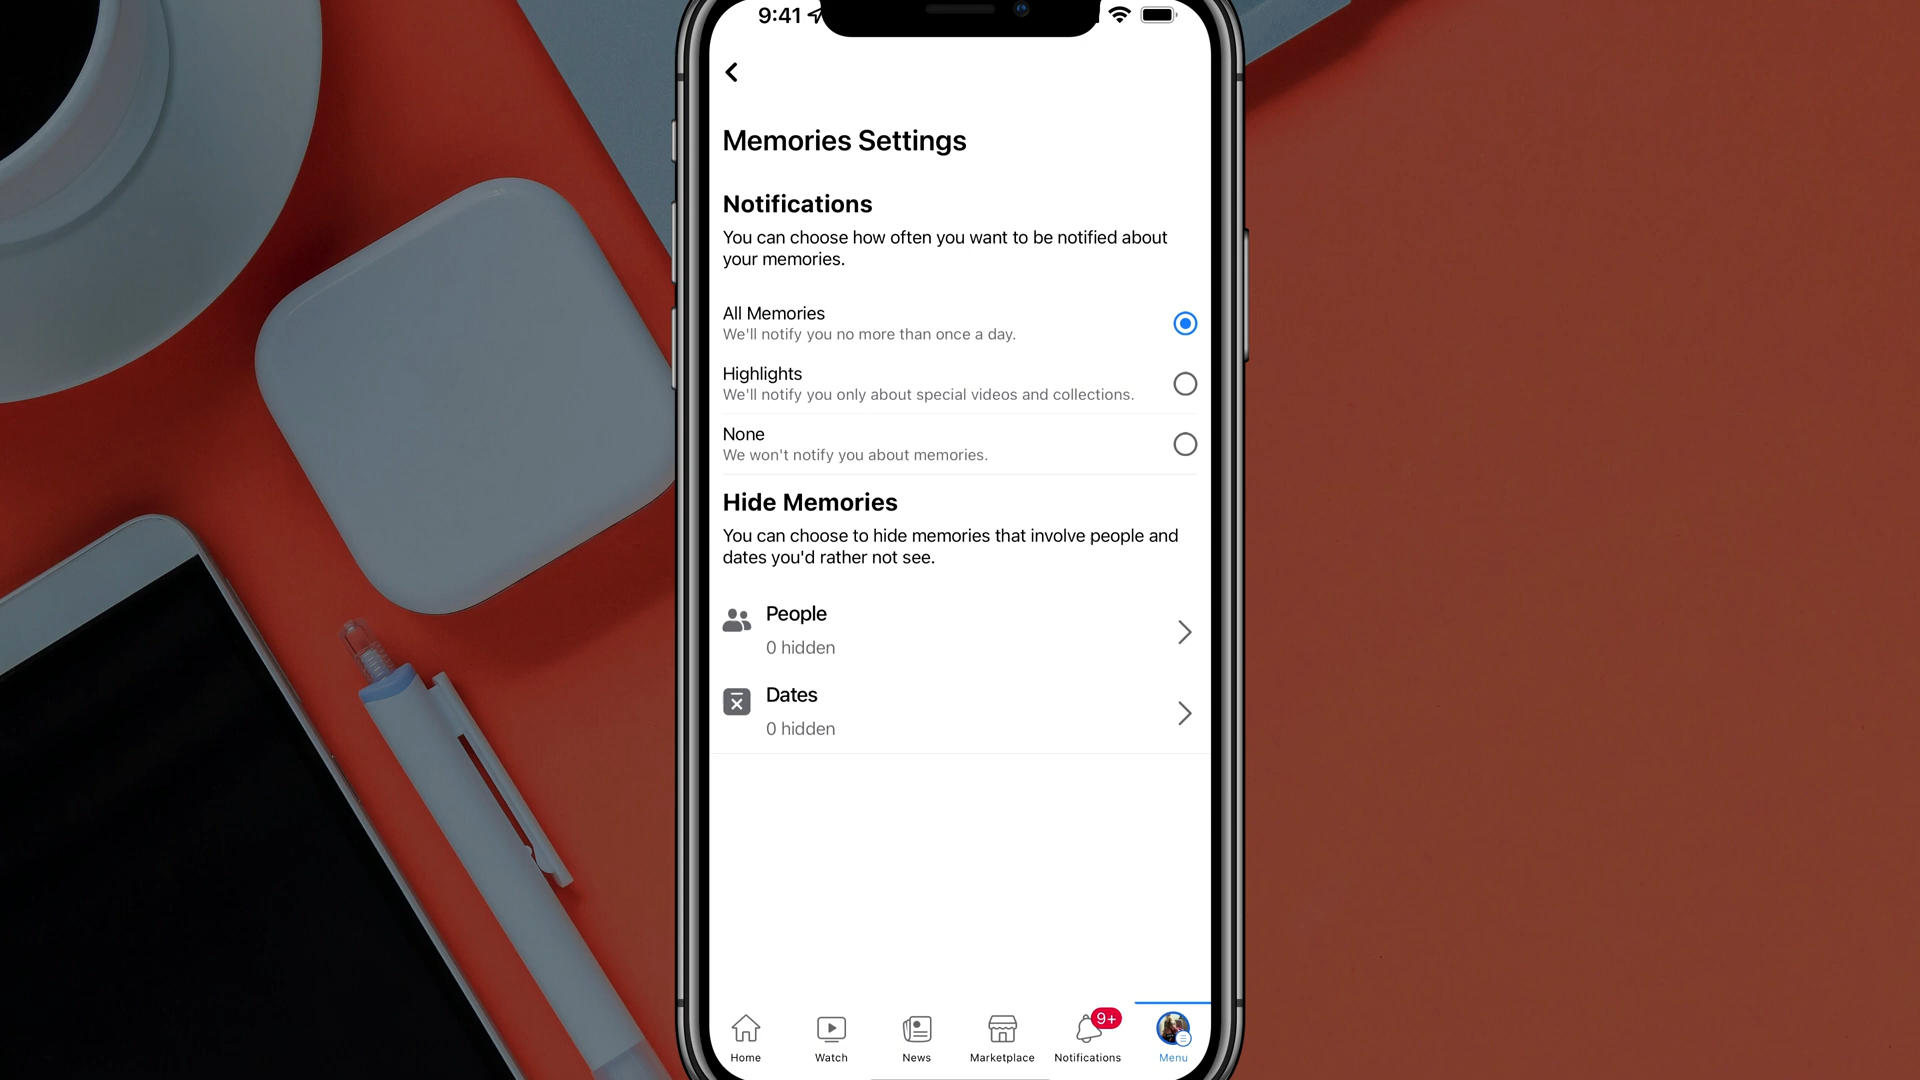 9:41
Memories Settings
Notifications
You can choose how often you want to be notified about
your memories.
All Memories
We'll notify you no more than once a day.
Highlights
We'll notify you only about special videos and collections.
None
We won't notify you about memories.
Hide Memories
You can choose to hide memories that involve people and
dates you'd rather not see.
People
0 hidden
Dates
0 hidden
9+
Home Watch News Marketplace Notifications Menu